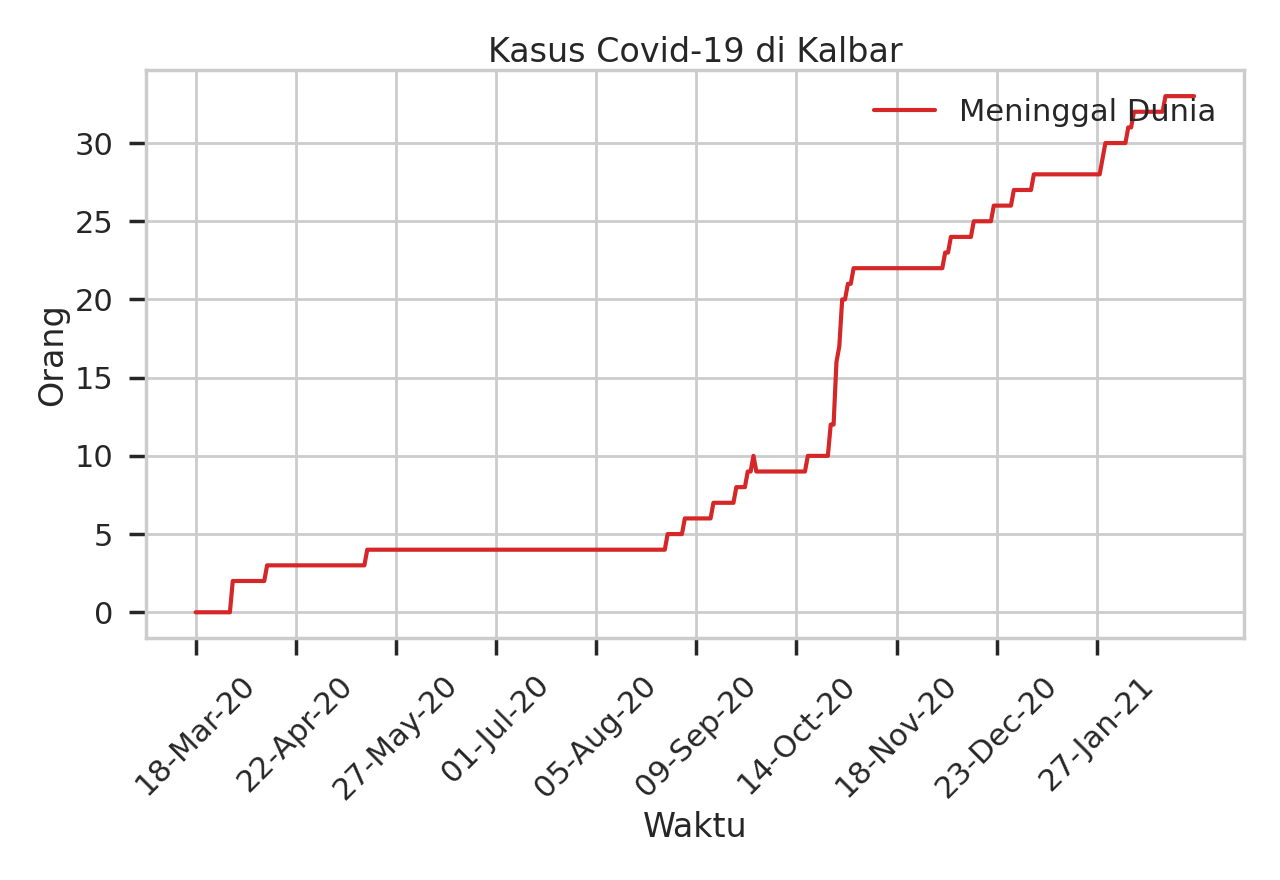 Kasus Covid-19 di Kalbar
Meninggal Dunia
Orang
30
25
20
15
10
5
0
18-Mar-20
22-Apr-20
27-May-20
01-Jul-20
05-Aug-20
09-Sep-20
14-Oct-20
18-Nov-20
23-Dec-20
27-Jan-21
Waktu